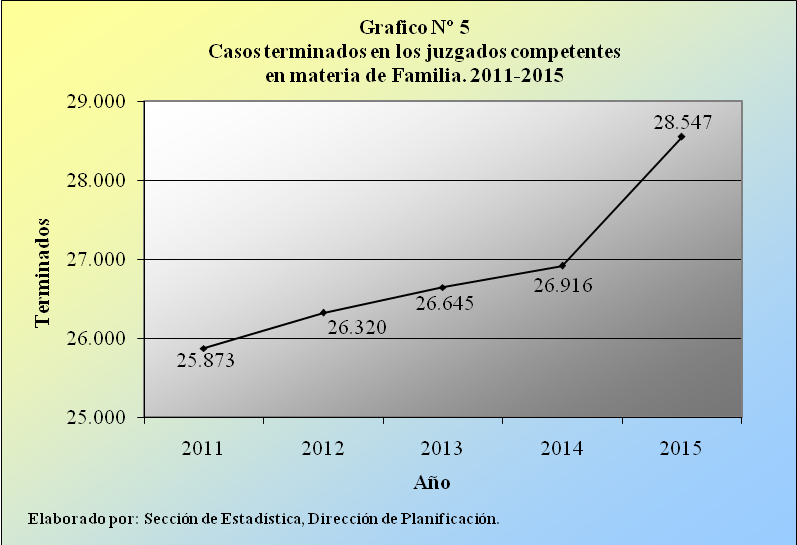 Grafico Nº 5
Casos terminados en los juzgados competentes
en materia de Familia. 2011-2015
29.000
28.000
27.000
26.000
25.000
Terminados
25.873
26.320
26.645
26.916
28.547
2011
2012
2013
2014
2015
Año
Elaborado por: Sección de Estadística, Dirección de Planificación.